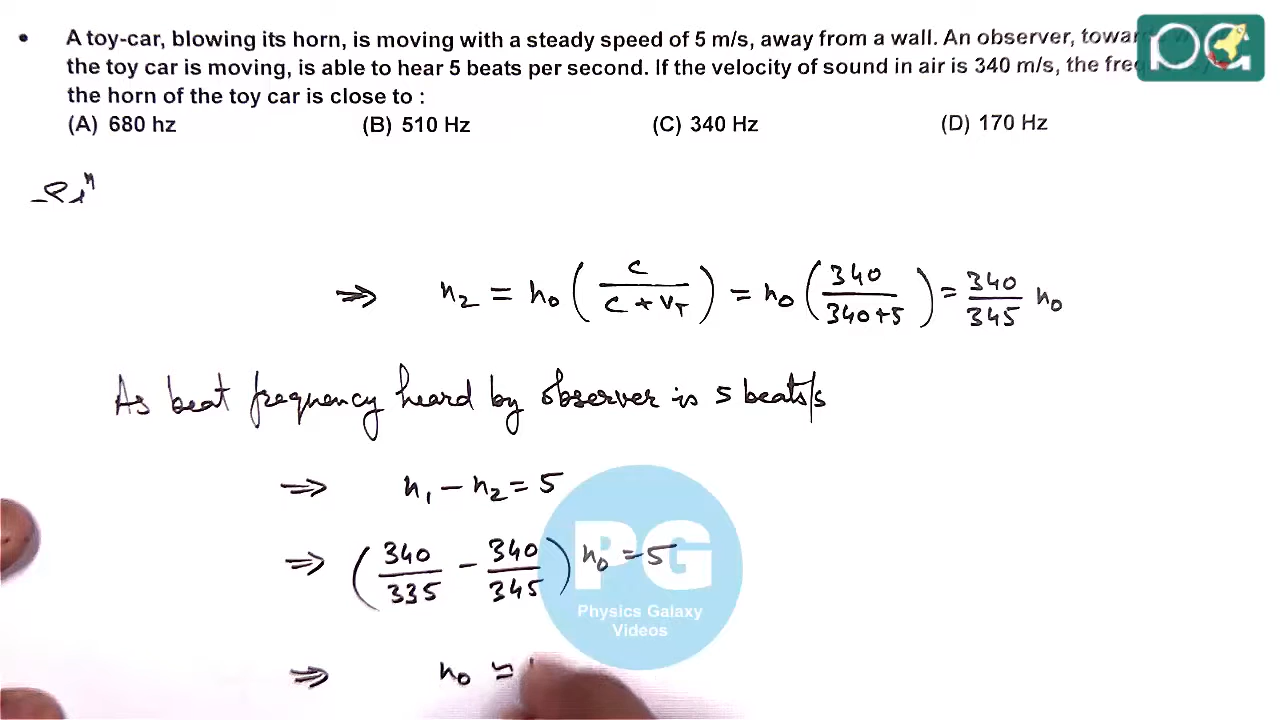 • A toy-car, blowing its horn, is moving with a steady speed of 5 m/s, away from a wall. An observer, towar
the toy car is moving, is able to hear 5 beats per second. If the velocity of sound in air is 340 m/s, the fre
the horn of the toy car is close to :
(A) 680 hz (B) 510 Hz (C) 340 Hz (D) 170 Hz
PG
⇒ n₂ = n₀ (c / (c + v_T)) = n₀ (340 / (340+5)) = 340/345 n₀
As beat frequency heard by observer is 5 beats/s
⇒ n₁ − n₂ = 5
⇒ (340/335 − 340/345) n₀ = 5
PG
Physics Galaxy
Videos
⇒ n₀ ≈